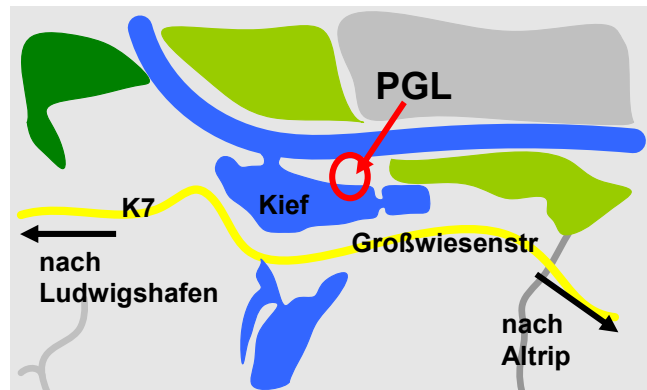 PGL
K7
Kief
Großwiesenstr
nach
Ludwigshafen
nach
Altrip